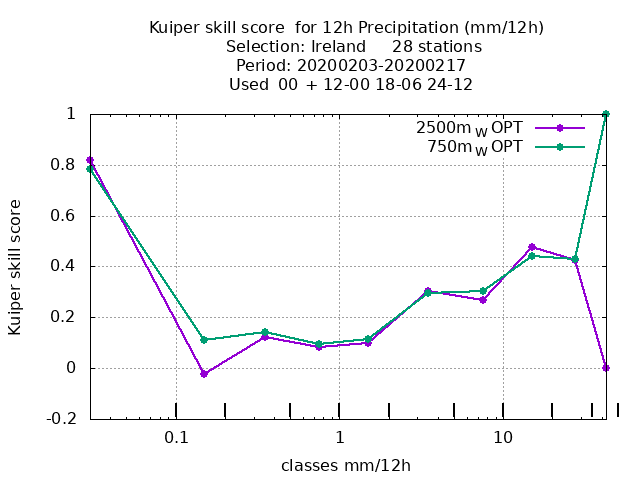 Kuiper skill score  for 12h Precipitation (mm/12h)
Selection: Ireland     28 stations
Period: 20200203-20200217
Used  00  + 12-00 18-06 24-12
2500m W OPT
750m W OPT
1
0.8
0.6
0.4
0.2
0
-0.2
Kuiper skill score
0.1 1 10
classes mm/12h